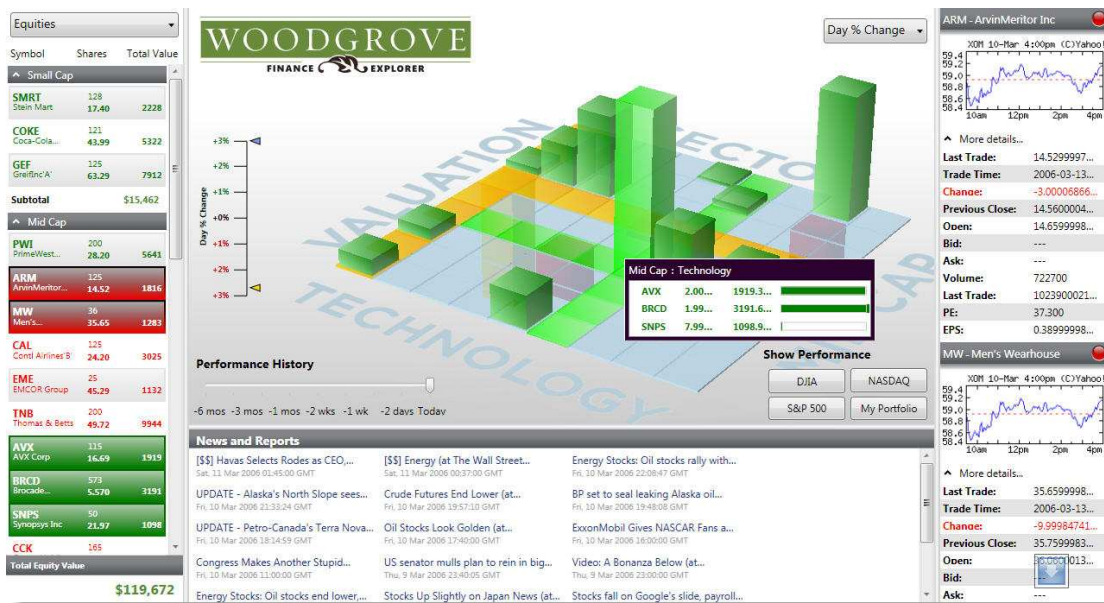 Equities
Symbol Shares Total Value
Small Cap
SMRT 128
Stein Mart 17.40 2228
COKE 121
Coca-Cola... 43.99 5322
GEF 125
GreifInc'A' 63.29 7912
Subtotal $15,462
Mid Cap
PWI 200
PrimeWest... 28.20 5641
ARM 125
ArvinMeritor... 14.52 1816
MW 36
Men's... 35.65 1283
CAL 125
Contl Airlines'B' 24.20 3025
EME 25
EMCOR Group 45.29 1132
TNB 200
Thomas & Betts 49.72 9944
AVX 115
AVX Corp 16.69 1919
BRCD 573
Brocade... 5.570 3191
SNPS 50
Synopsys Inc 21.97 1098
CCK 165
Total Equity Value
$119,672
WOODGROVE
FINANCE EXPLORER
Day % Change
VALUATION SECTOR
TECHNOLOGY
CAP
Day % Change
+3%
+2%
+1%
+0%
+1%
+2%
+3%
Mid Cap : Technology
AVX 2.00... 1919.3...
BRCD 1.99... 3191.6...
SNPS 7.99... 1098.9...
Performance History
-6 mos -3 mos -1 mos -2 wks -1 wk -2 days Today
Show Performance
DJIA NASDAQ
S&P 500 My Portfolio
News and Reports
[$$] Havas Selects Rodes as CEO,... [$$] Energy (at The Wall Street... Energy Stocks: Oil stocks rally with...
Sat, 11 Mar 2006 01:45:00 GMT Sat, 11 Mar 2006 00:37:00 GMT Fri, 10 Mar 2006 22:08:47 GMT
UPDATE - Alaska's North Slope sees... Crude Futures End Lower (at... BP set to seal leaking Alaska oil...
Fri, 10 Mar 2006 21:33:24 GMT Fri, 10 Mar 2006 19:57:10 GMT Fri, 10 Mar 2006 19:48:08 GMT
UPDATE - Petro-Canada's Terra Nova... Oil Stocks Look Golden (at... ExxonMobil Gives NASCAR Fans a...
Fri, 10 Mar 2006 18:14:59 GMT Fri, 10 Mar 2006 17:40:00 GMT Fri, 10 Mar 2006 16:00:00 GMT
Congress Makes Another Stupid... US senator mulls plan to rein in big... Video: A Bonanza Below (at...
Fri, 10 Mar 2006 11:00:00 GMT Thu, 9 Mar 2006 23:40:05 GMT Thu, 9 Mar 2006 23:00:00 GMT
Energy Stocks: Oil stocks end lower,... Stocks Up Slightly on Japan News (at... Stocks fall on Google's slide, payroll...
ARM - ArvinMeritor Inc
XOM 10-Mar 4:00pm (C)Yahoo!
59.4
59.2
59.0
58.8
58.6
58.4
10am 12pm 2pm 4pm
More details...
Last Trade: 14.5299997...
Trade Time: 2006-03-13...
Change: -3.00006866...
Previous Close: 14.5600004...
Open: 14.6599998...
Bid: ---
Ask: ---
Volume: 722700
Last Trade: 1023900021...
PE: 37.300
EPS: 0.38999998...
MW - Men's Wearhouse
XOM 10-Mar 4:00pm (C)Yahoo!
59.4
59.2
59.0
58.8
58.6
58.4
10am 12pm 2pm 4pm
More details...
Last Trade: 35.6599998...
Trade Time: 2006-03-13...
Change: -9.99984741...
Previous Close: 35.7599983...
Open:
Bid: ---
Ask: ---